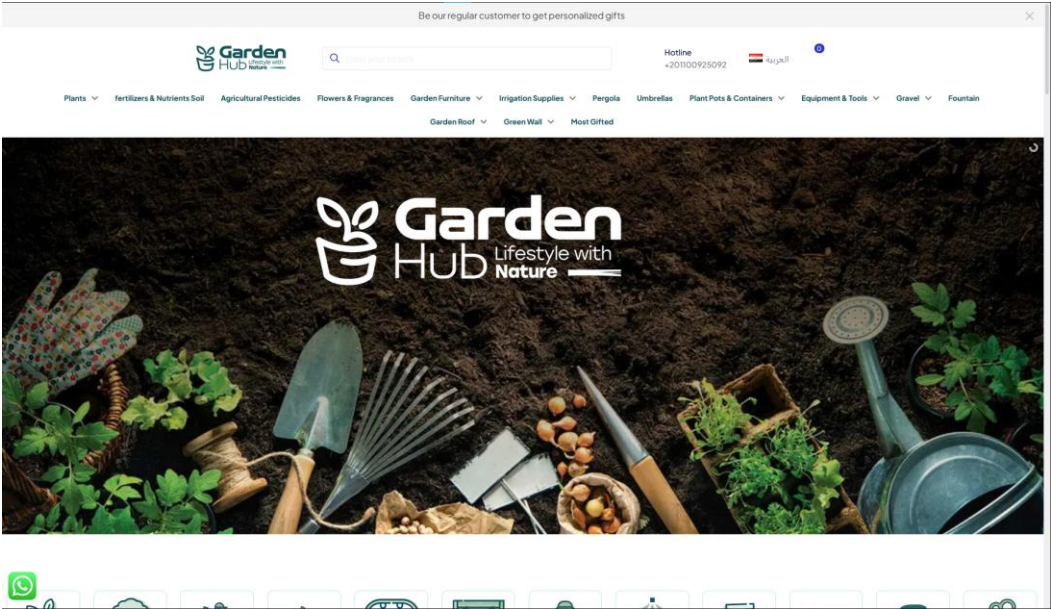 Be our regular customer to get personalized gifts
Garden
Hub Lifestyle with
Nature
Hotline
+201100925092
العربية
0
Plants
fertilizers & Nutrients Soil
Agricultural Pesticides
Flowers & Fragrances
Garden Furniture
Irrigation Supplies
Pergola
Umbrellas
Plant Pots & Containers
Equipment & Tools
Gravel
Fountain
Garden Roof
Green Wall
Most Gifted
Garden
Hub Lifestyle with
Nature